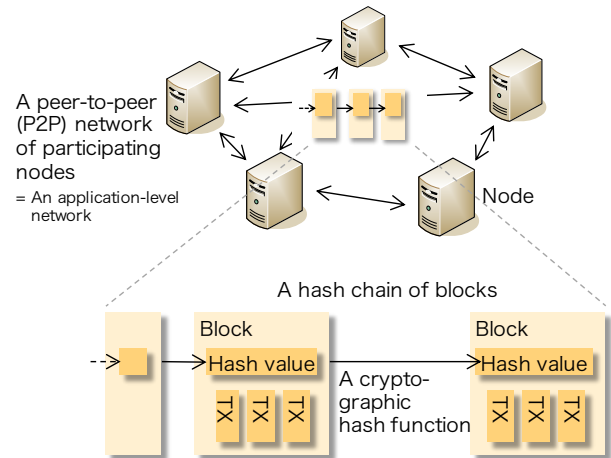 A peer-to-peer
(P2P) network
of participating
nodes
= An application-level
network
Node
A hash chain of blocks
Block
Hash value
TX
TX
TX
A crypto-
graphic
hash function
Block
Hash value
TX
TX
TX